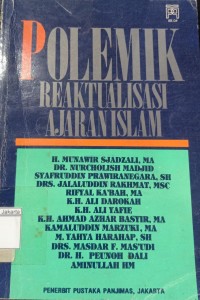 POLEMIK
REAKTUALISASI
AJARAN ISLAM
H. MUNAWIR SJADZALI, MA
DR. NURCHOLISH MADJID
SYAFRUDDIN PRAWIRANEGARA, SH
DRS. JALALUDDIN RAKHMAT, MSC
RIFYAL KA'BAH, MA
K.H. ALI DAROKAH
K.H. ALI YAFIE
K.H. AHMAD AZHAR BASYIR, MA
KAMALUDDIN MARZUKI, MA
M. YAHYA HARAHAP, SH
DRS. MASDAR F. MASUDI
DR. H. PEUNOH DALI
AMINULLAH HM
PENERBIT PUSTAKA PANJIMAS, JAKARTA
Jakarta